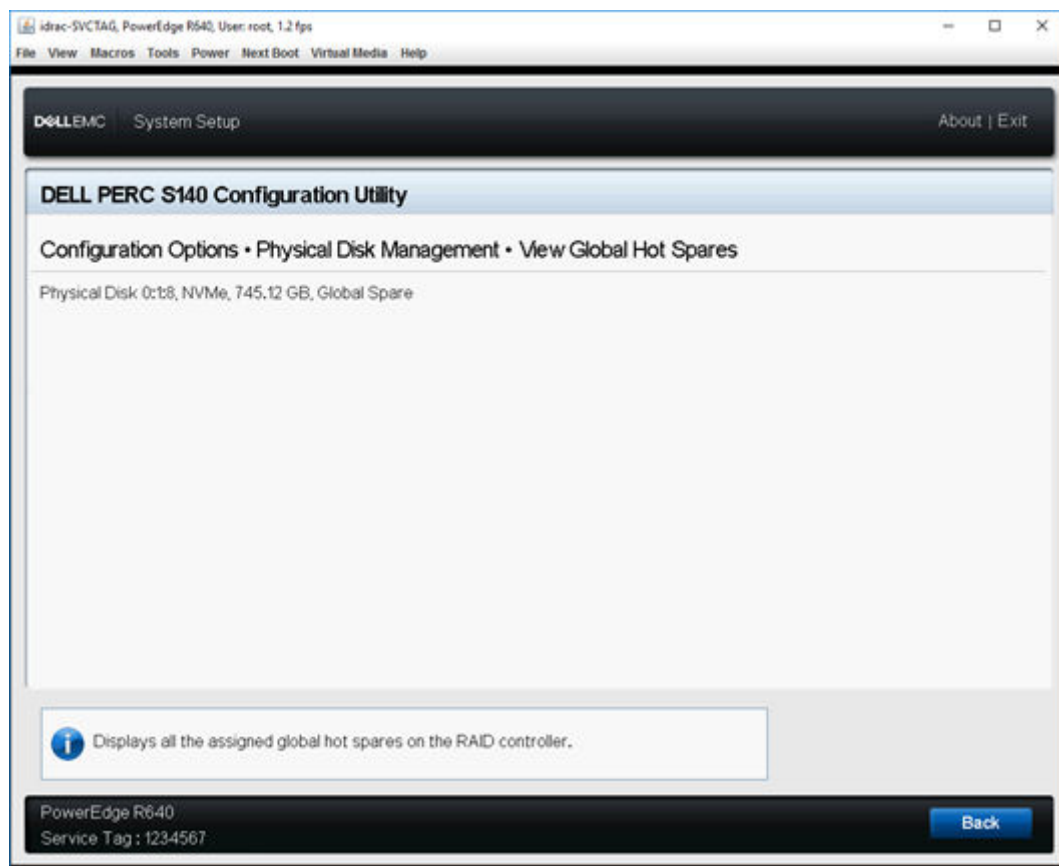 idrac-SVCTAG, PowerEdge R640, User: root, 1.2 fps
File View Macros Tools Power Next Boot Virtual Media Help
DELLEMC System Setup About | Exit
DELL PERC S140 Configuration Utility
Configuration Options • Physical Disk Management • View Global Hot Spares
Physical Disk 0:1:8, NVMe, 745.12 GB, Global Spare
Displays all the assigned global hot spares on the RAID controller.
PowerEdge R640
Service Tag : 1234567
Back